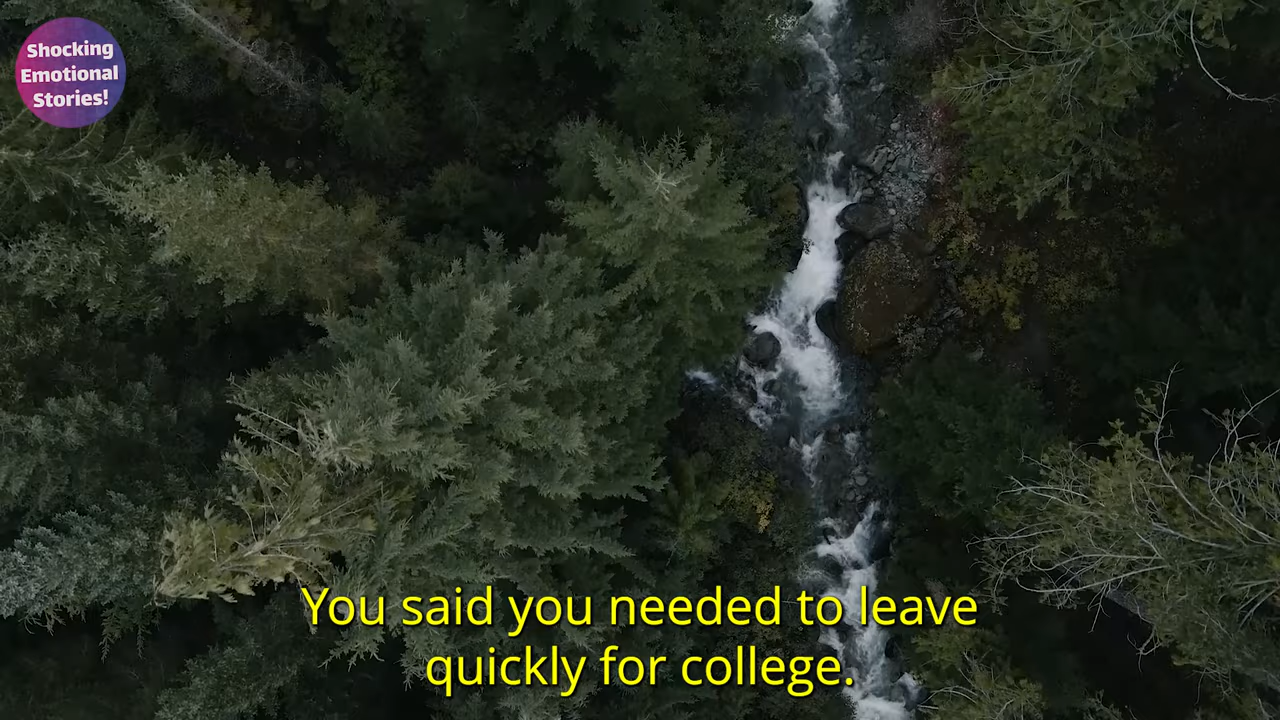 Shocking
Emotional
Stories!
You said you needed to leave
quickly for college.